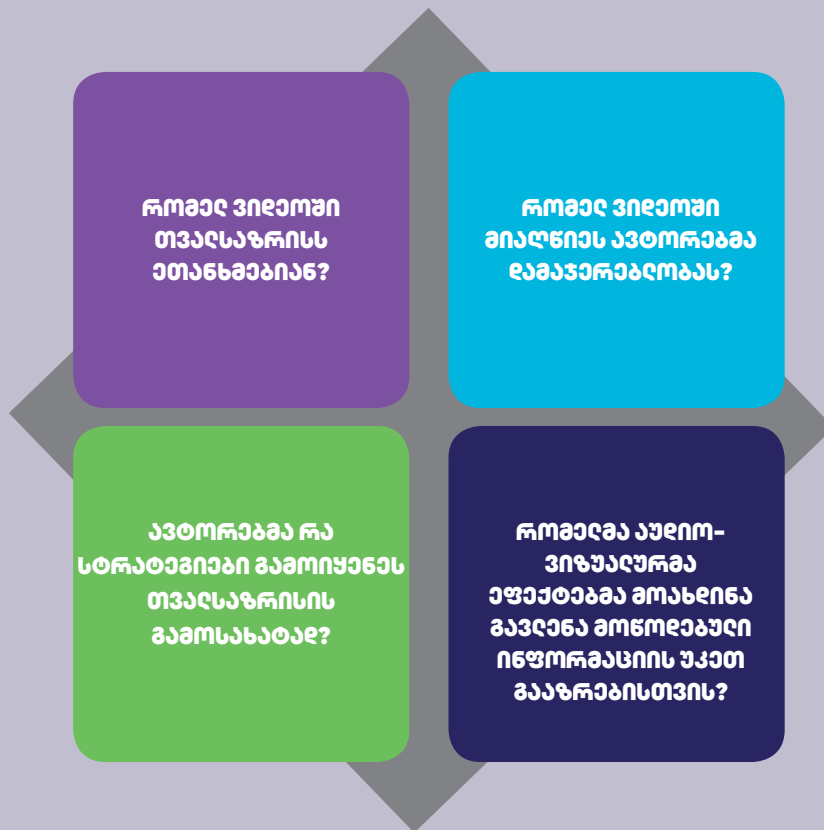 რომელ ვიდეოში
თვალსაზრისს
ეთანხმებიან?
რომელ ვიდეოში
მიაღწიეს ავტორებმა
დამაჯერებლობას?
ავტორებმა რა
სტრატეგიები გამოიყენეს
თვალსაზრისის
გამოსახატად?
რომელმა აუდიო-
ვიზუალურმა
ეფექტებმა მოახდინა
გავლენა მოწოდებული
ინფორმაციის უკეთ
გააზრებისთვის?